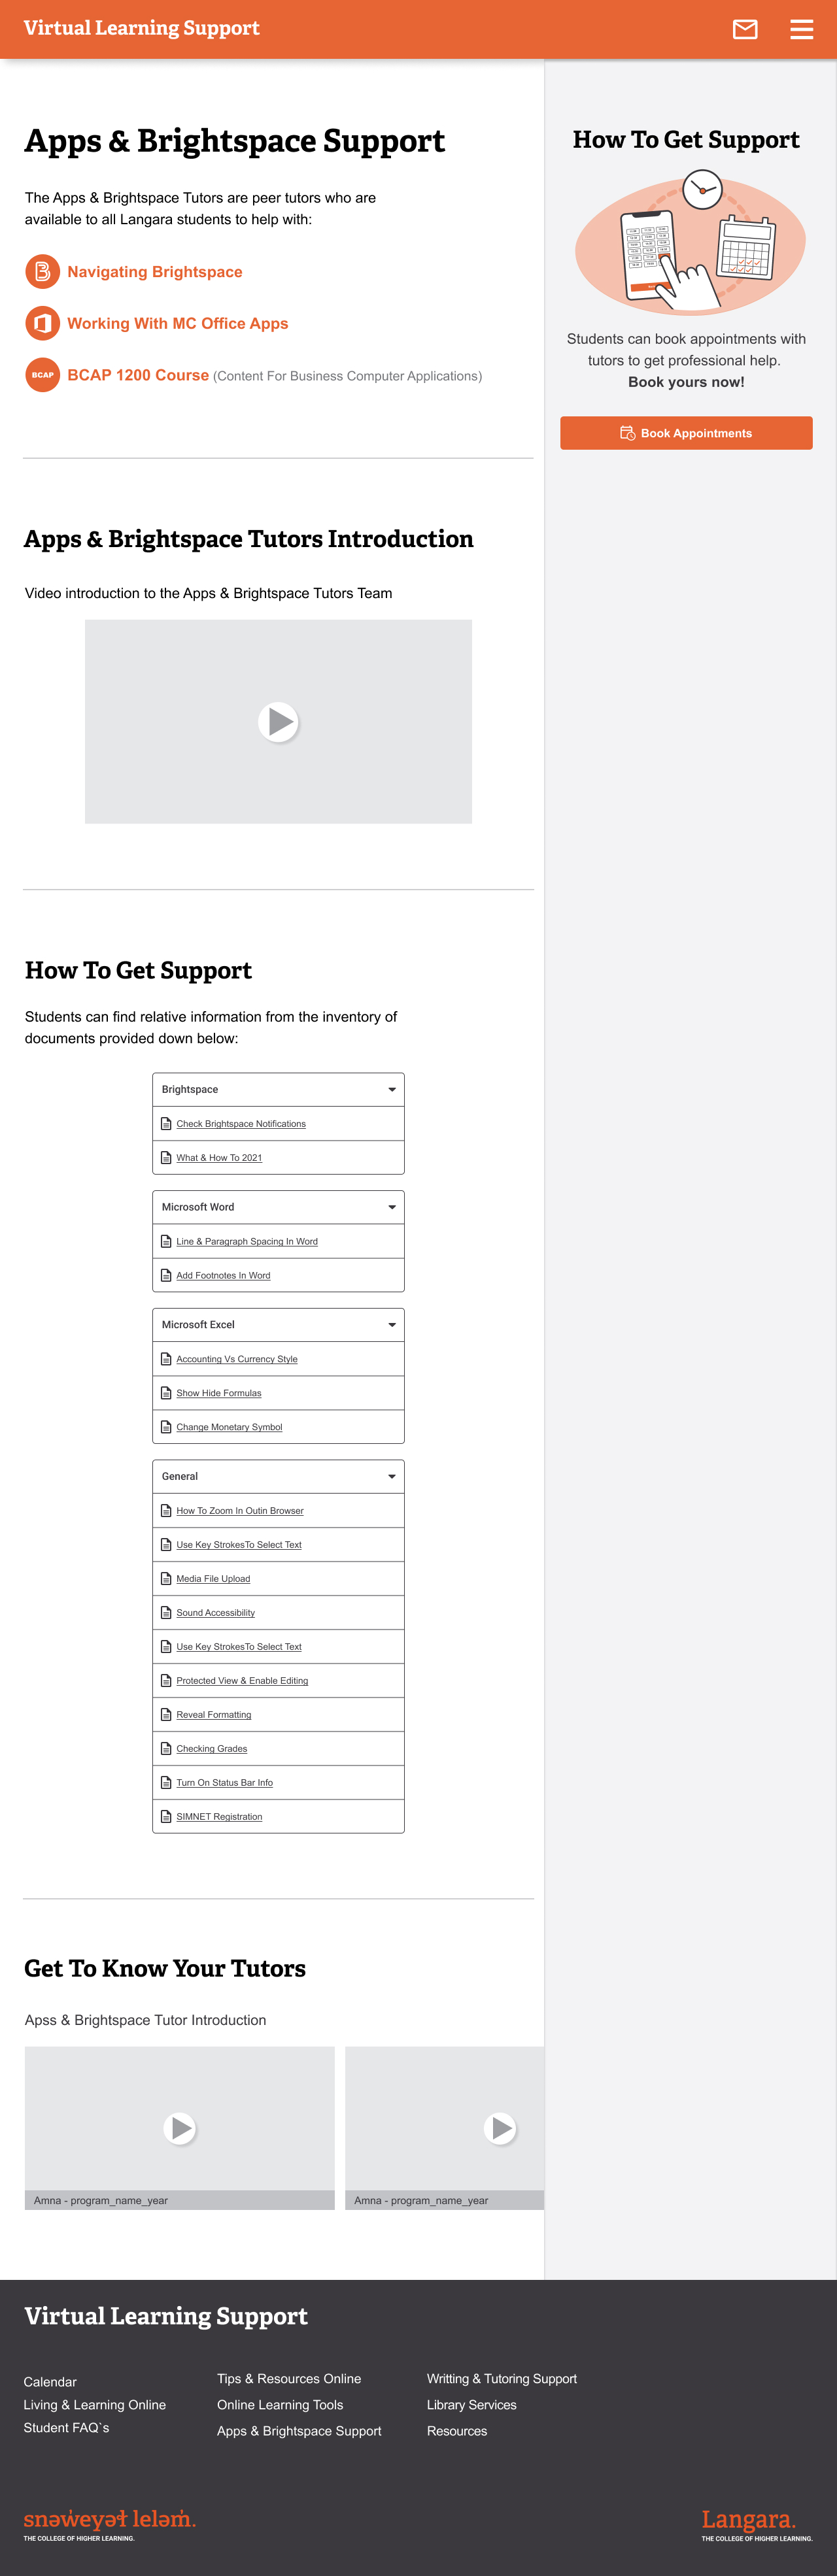 Virtual Learning Support
Apps & Brightspace Support
The Apps & Brightspace Tutors are peer tutors who are
available to all Langara students to help with:
Navigating Brightspace
Working With MC Office Apps
BCAP
BCAP 1200 Course (Content For Business Computer Applications)
How To Get Support
Students can book appointments with
tutors to get professional help.
Book yours now!
Book Appointments
Apps & Brightspace Tutors Introduction
Video introduction to the Apps & Brightspace Tutors Team
How To Get Support
Students can find relative information from the inventory of
documents provided down below:
Brightspace
Check Brightspace Notifications
What & How To 2021
Microsoft Word
Line & Paragraph Spacing In Word
Add Footnotes In Word
Microsoft Excel
Accounting Vs Currency Style
Show Hide Formulas
Change Monetary Symbol
General
How To Zoom In Outin Browser
Use Key StrokesTo Select Text
Media File Upload
Sound Accessibility
Use Key StrokesTo Select Text
Protected View & Enable Editing
Reveal Formatting
Checking Grades
Turn On Status Bar Info
SIMNET Registration
Get To Know Your Tutors
Apss & Brightspace Tutor Introduction
Amna - program_name_year
Amna - program_name_year
Virtual Learning Support
Calendar
Living & Learning Online
Student FAQ`s
Tips & Resources Online
Online Learning Tools
Apps & Brightspace Support
Writting & Tutoring Support
Library Services
Resources
snəw̓eyəɬ leləm̓.
THE COLLEGE OF HIGHER LEARNING.
Langara.
THE COLLEGE OF HIGHER LEARNING.